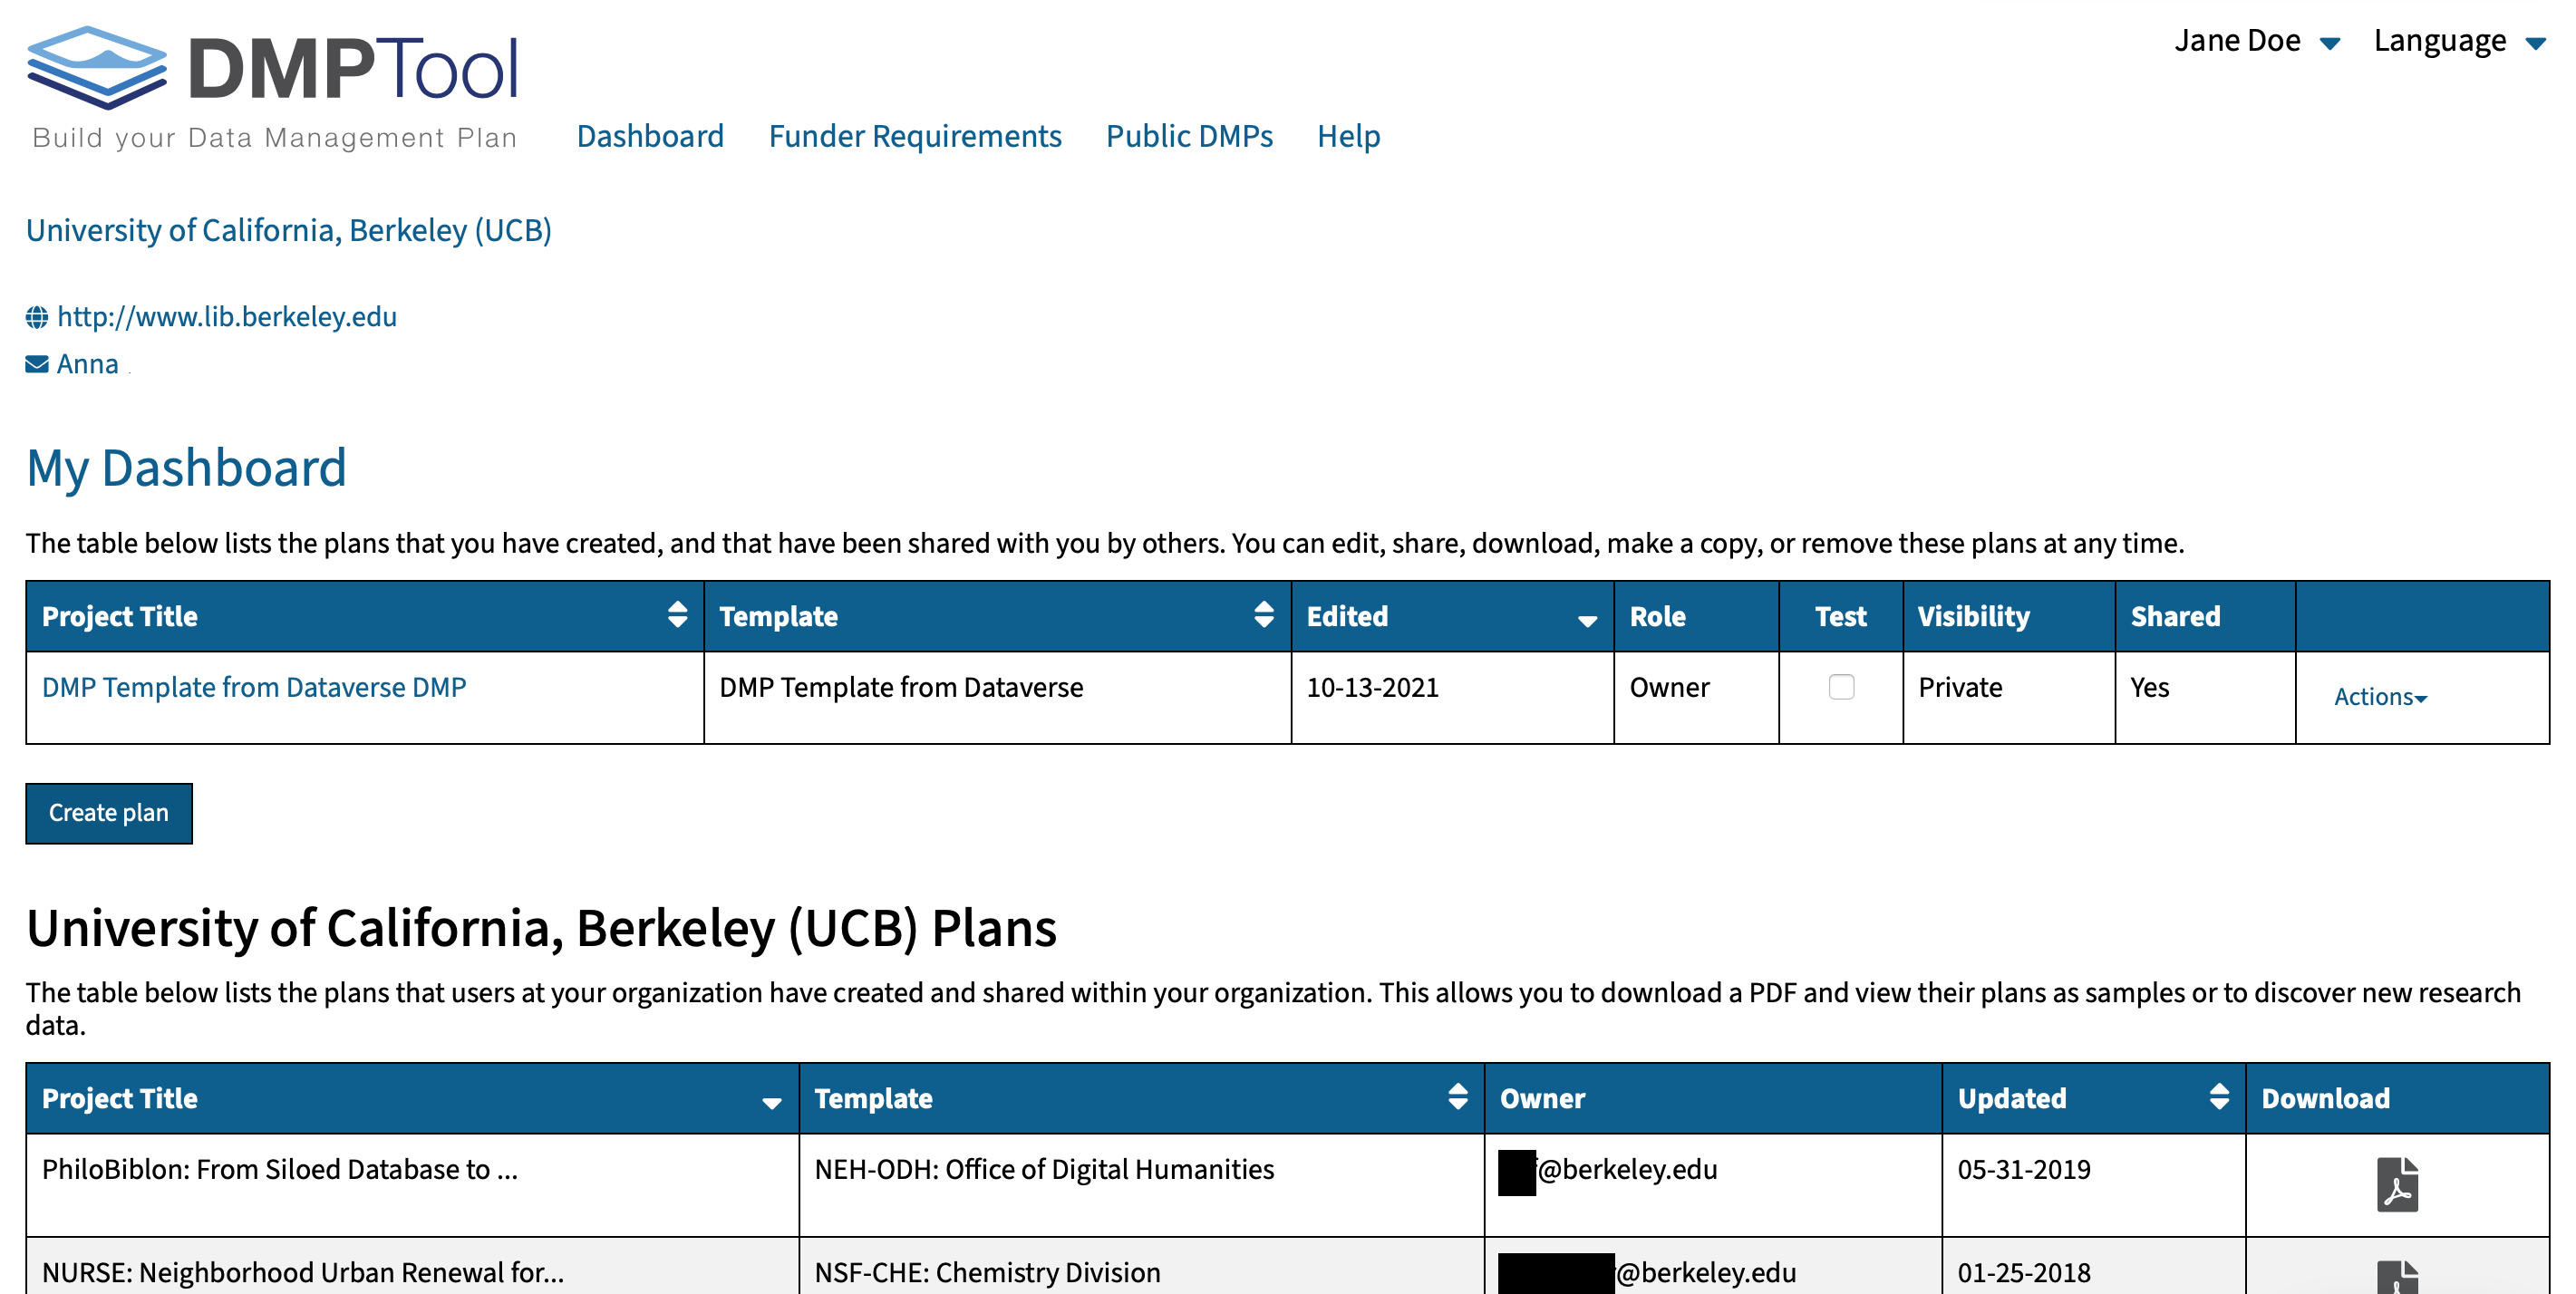 DMPTool
Build your Data Management Plan
Jane Doe Language
Dashboard Funder Requirements Public DMPs Help
University of California, Berkeley (UCB)
http://www.lib.berkeley.edu
Anna
My Dashboard
The table below lists the plans that you have created, and that have been shared with you by others. You can edit, share, download, make a copy, or remove these plans at any time.
Project Title Template Edited Role Test Visibility Shared
DMP Template from Dataverse DMP DMP Template from Dataverse 10-13-2021 Owner Private Yes Actions
Create plan
University of California, Berkeley (UCB) Plans
The table below lists the plans that users at your organization have created and shared within your organization. This allows you to download a PDF and view their plans as samples or to discover new research
data.
Project Title Template Owner Updated Download
PhiloBiblon: From Siloed Database to ... NEH-ODH: Office of Digital Humanities @berkeley.edu 05-31-2019
NURSE: Neighborhood Urban Renewal for... NSF-CHE: Chemistry Division @berkeley.edu 01-25-2018